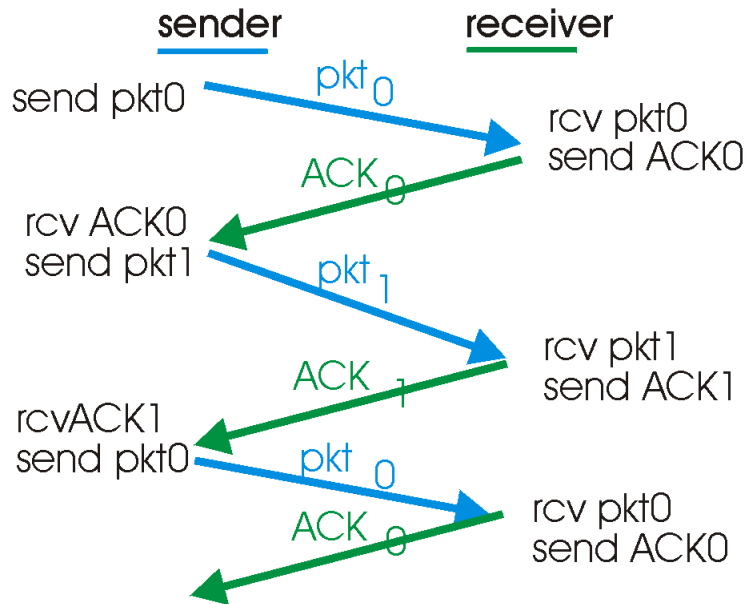 sender
receiver
send pkt0
pkt0
rcv pkt0
send ACK0
ACK0
rcv ACK0
send pkt1
pkt1
rcv pkt1
send ACK1
ACK1
rcvACK1
send pkt0
pkt0
rcv pkt0
send ACK0
ACK0